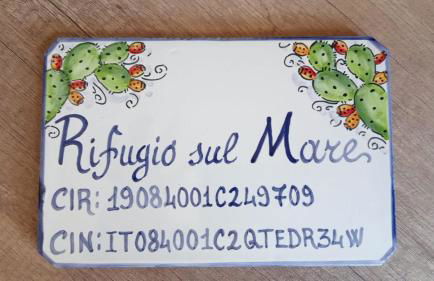 Rifugio sul Mare
CIR: 19084001C249709
CIN: IT084001C2QTEDR34W